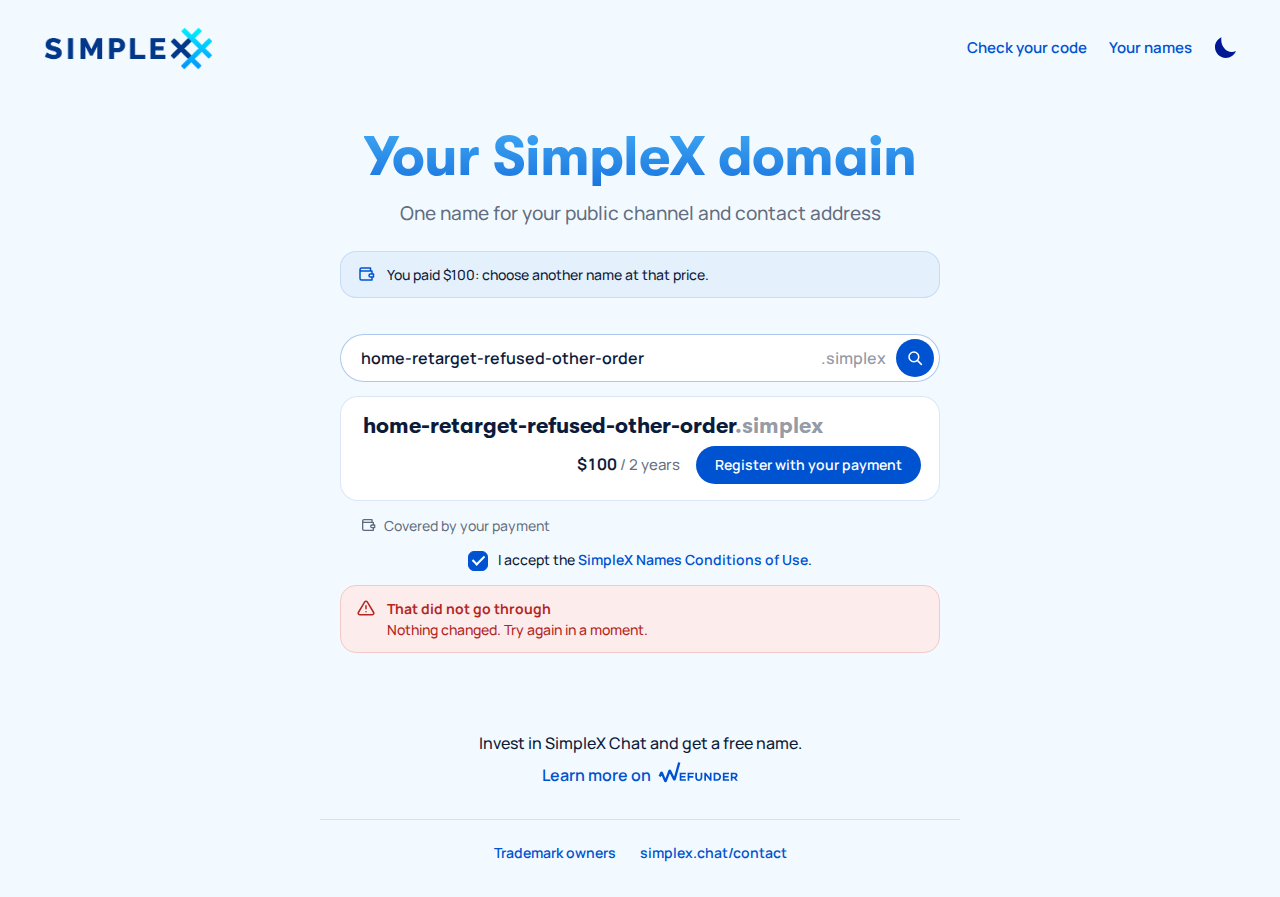 SIMPLEX
Check your code
Your names
Your SimpleX domain
One name for your public channel and contact address
You paid $100: choose another name at that price.
home-retarget-refused-other-order
.simplex
home-retarget-refused-other-order.simplex
$100 / 2 years
Register with your payment
Covered by your payment
I accept the SimpleX Names Conditions of Use.
That did not go through
Nothing changed. Try again in a moment.
Invest in SimpleX Chat and get a free name.
Learn more on WEFUNDER
Trademark owners
simplex.chat/contact